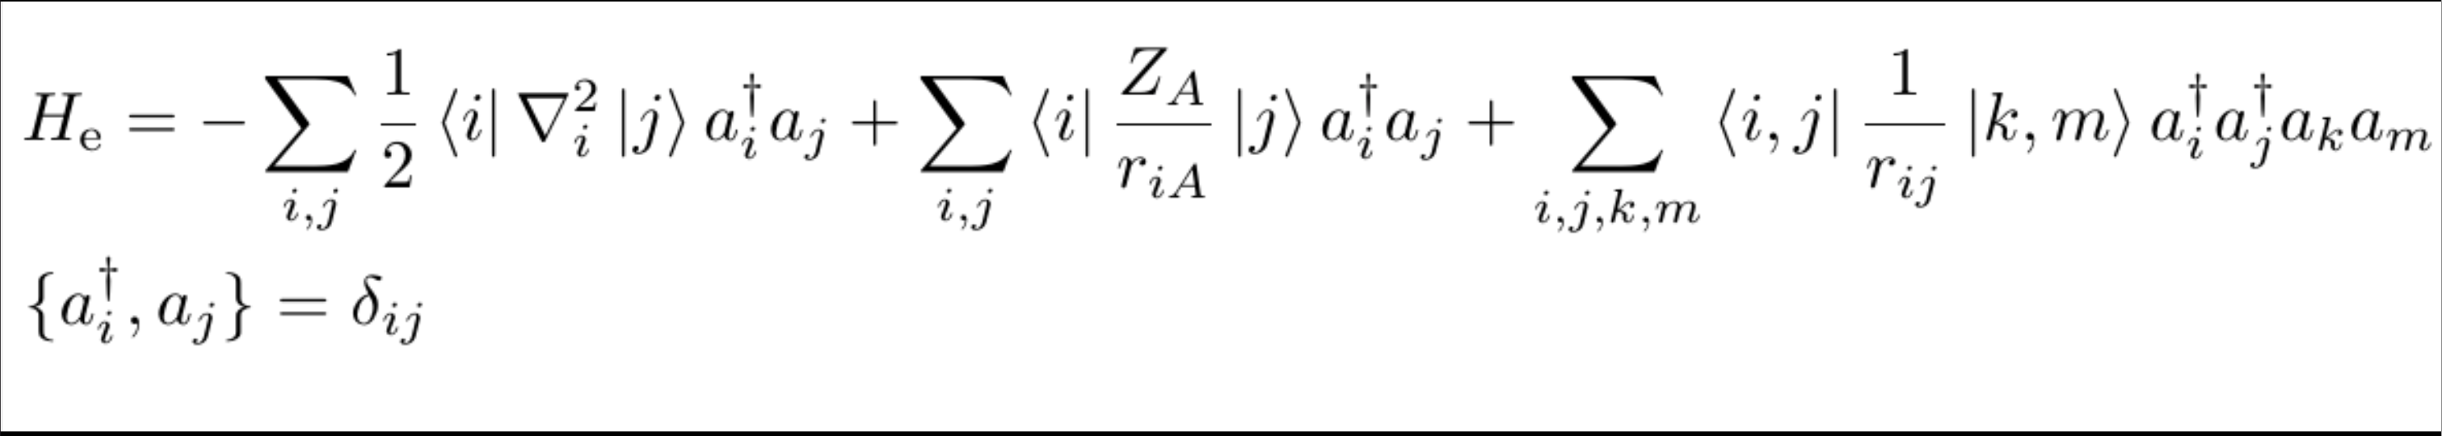 H_e = -\sum_{i,j} \frac{1}{2} \langle i| \nabla_i^2 |j\rangle a_i^\dagger a_j + \sum_{i,j} \langle i| \frac{Z_A}{r_{iA}} |j\rangle a_i^\dagger a_j + \sum_{i,j,k,m} \langle i,j| \frac{1}{r_{ij}} |k,m\rangle a_i^\dagger a_j^\dagger a_k a_m
\{a_i^\dagger, a_j\} = \delta_{ij}